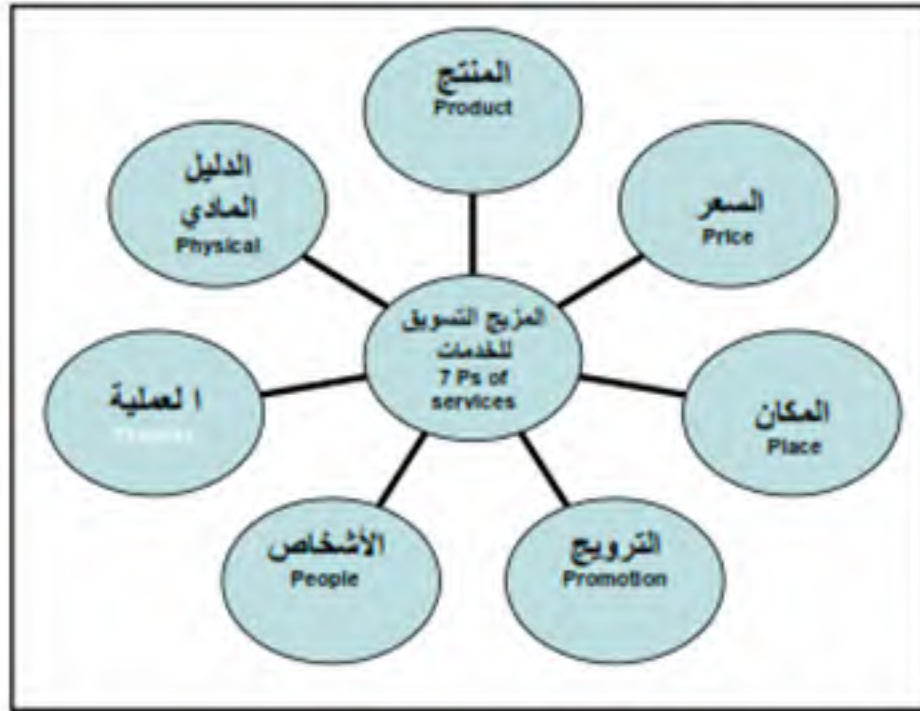 المنتج
Product
السعر
Price
المكان
Place
الترويج
Promotion
الأشخاص
People
ا لعملية
الدليل
المادي
Physical
المزيج التسويق
للخدمات
7 Ps of
services